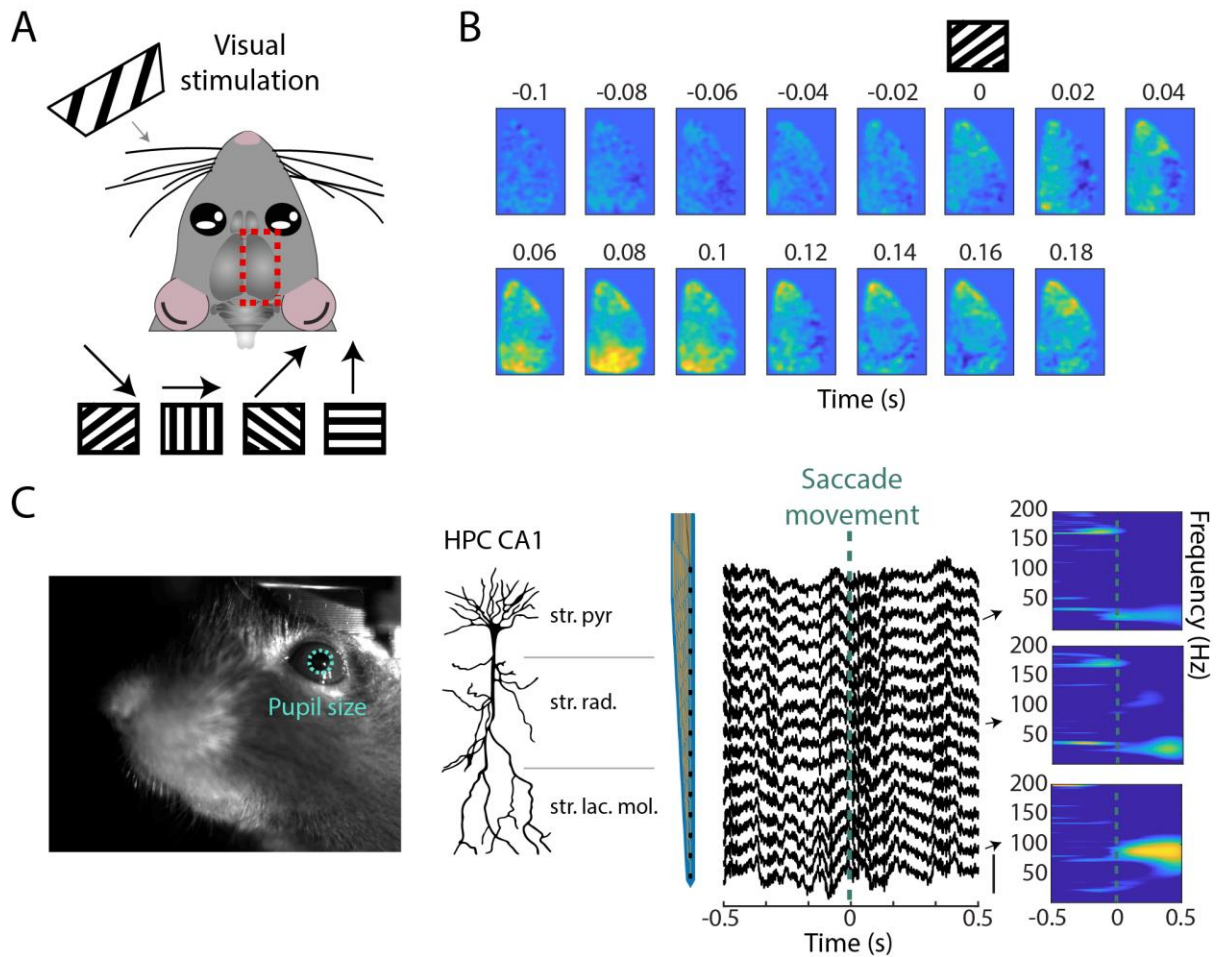 A
Visual
stimulation
B
-0.1 -0.08 -0.06 -0.04 -0.02 0 0.02 0.04
0.06 0.08 0.1 0.12 0.14 0.16 0.18
Time (s)
C
Pupil size
HPC CA1
str. pyr
str. rad.
str. lac. mol.
Saccade
movement
-0.5 0 0.5
Time (s)
200
150
100
50
200
150
100
50
200
150
100
50
-0.5 0 0.5
Frequency (Hz)